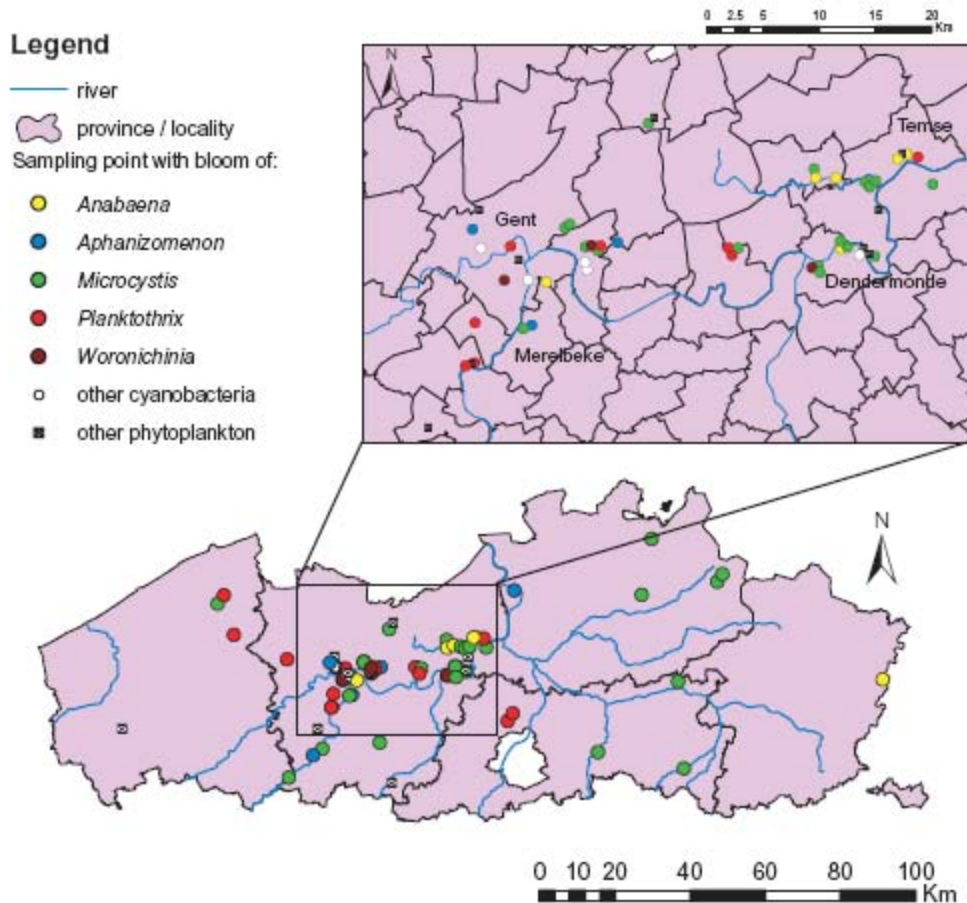 0 2.5 5 10 15 20
Km
Legend
river
province / locality
Sampling point with bloom of:
Anabaena
Aphanizomenon
Microcystis
Planktothrix
Woronichinia
other cyanobacteria
other phytoplankton
N
Temse
Gent
Dendermonde
Merelbeke
N
0 10 20 40 60 80 100
Km